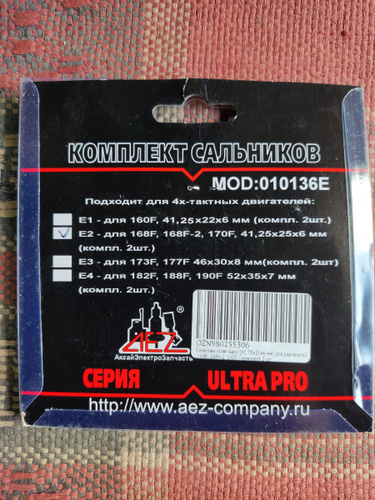 КОМПЛЕКТ САЛЬНИКОВ
MOD:010136E
Подходит для 4х-тактных двигателей:
E1 - для 160F, 41,25x22x6 мм (компл. 2шт.)
E2 - для 168F, 168F-2, 170F, 41,25x25x6 мм
(компл. 2шт.)
E3 - для 173F, 177F 46x30x8 мм(компл. 2шт)
E4 - для 182F, 188F, 190F 52x35x7 мм
(компл. 2шт.)
AEZ®
АксайЭлектроЗапчасть
OZN980255306
СЕРИЯ ULTRA PRO
http://www.aez-company.ru